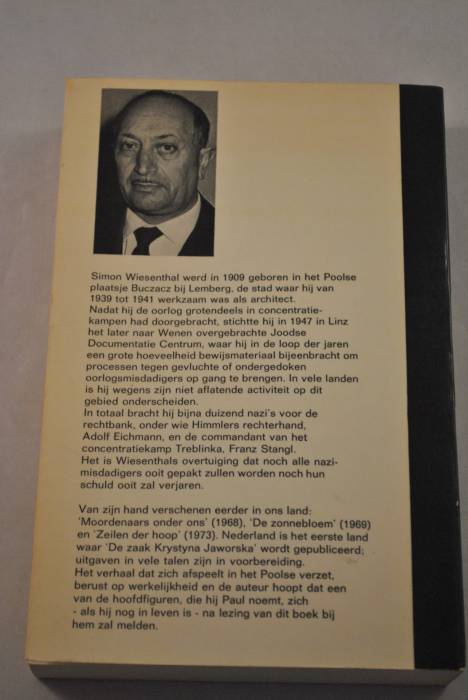 Simon Wiesenthal werd in 1909 geboren in het Poolse
plaatsje Buczacz bij Lemberg, de stad waar hij van
1939 tot 1941 werkzaam was als architect.
Nadat hij de oorlog grotendeels in concentratie-
kampen had doorgebracht, stichtte hij in 1947 in Linz
het later naar Wenen overgebrachte Joodse
Documentatie Centrum, waar hij in de loop der jaren
een grote hoeveelheid bewijsmateriaal bijeenbracht om
processen tegen gevluchte of ondergedoken
oorlogsmisdadigers op gang te brengen. In vele landen
is hij wegens zijn niet aflatende activiteit op dit
gebied onderscheiden.
In totaal bracht hij bijna duizend nazi's voor de
rechtbank, onder wie Himmlers rechterhand,
Adolf Eichmann, en de commandant van het
concentratiekamp Treblinka, Franz Stangl.
Het is Wiesenthals overtuiging dat noch alle nazi-
misdadigers ooit gepakt zullen worden noch hun
schuld ooit zal verjaren.
Van zijn hand verschenen eerder in ons land:
'Moordenaars onder ons' (1968), 'De zonnebloem' (1969)
en 'Zeilen der hoop' (1973). Nederland is het eerste land
waar 'De zaak Krystyna Jaworska' wordt gepubliceerd;
uitgaven in vele talen zijn in voorbereiding.
Het verhaal dat zich afspeelt in het Poolse verzet,
berust op werkelijkheid en de auteur hoopt dat een
van de hoofdfiguren, die hij Paul noemt, zich
- als hij nog in leven is - na lezing van dit boek bij
hem zal melden.